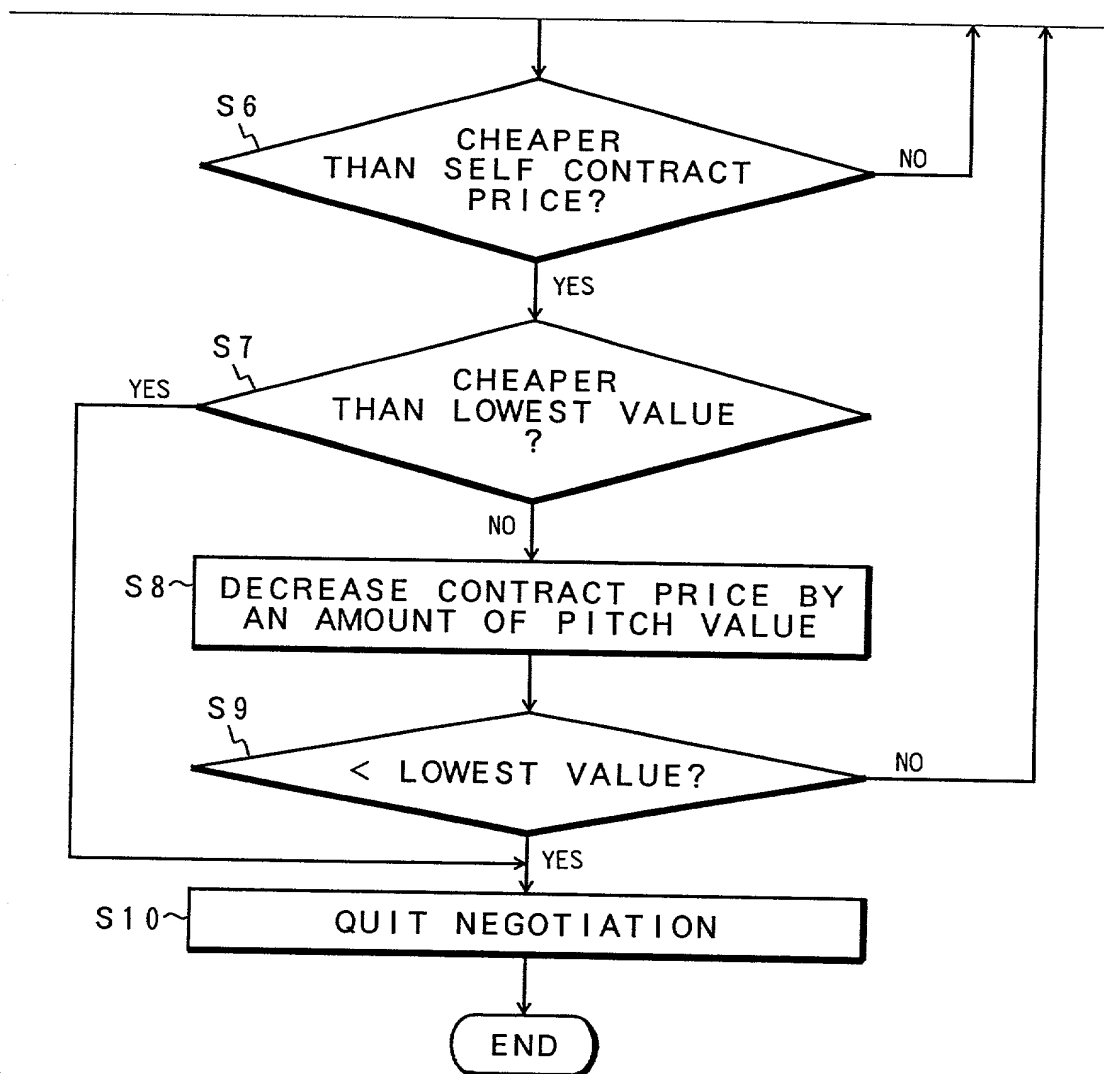 S6
CHEAPER
THAN SELF CONTRACT
PRICE?
NO
YES
S7
YES
CHEAPER
THAN LOWEST VALUE
?
NO
S8
DECREASE CONTRACT PRICE BY
AN AMOUNT OF PITCH VALUE
S9
< LOWEST VALUE?
NO
YES
S10
QUIT NEGOTIATION
END